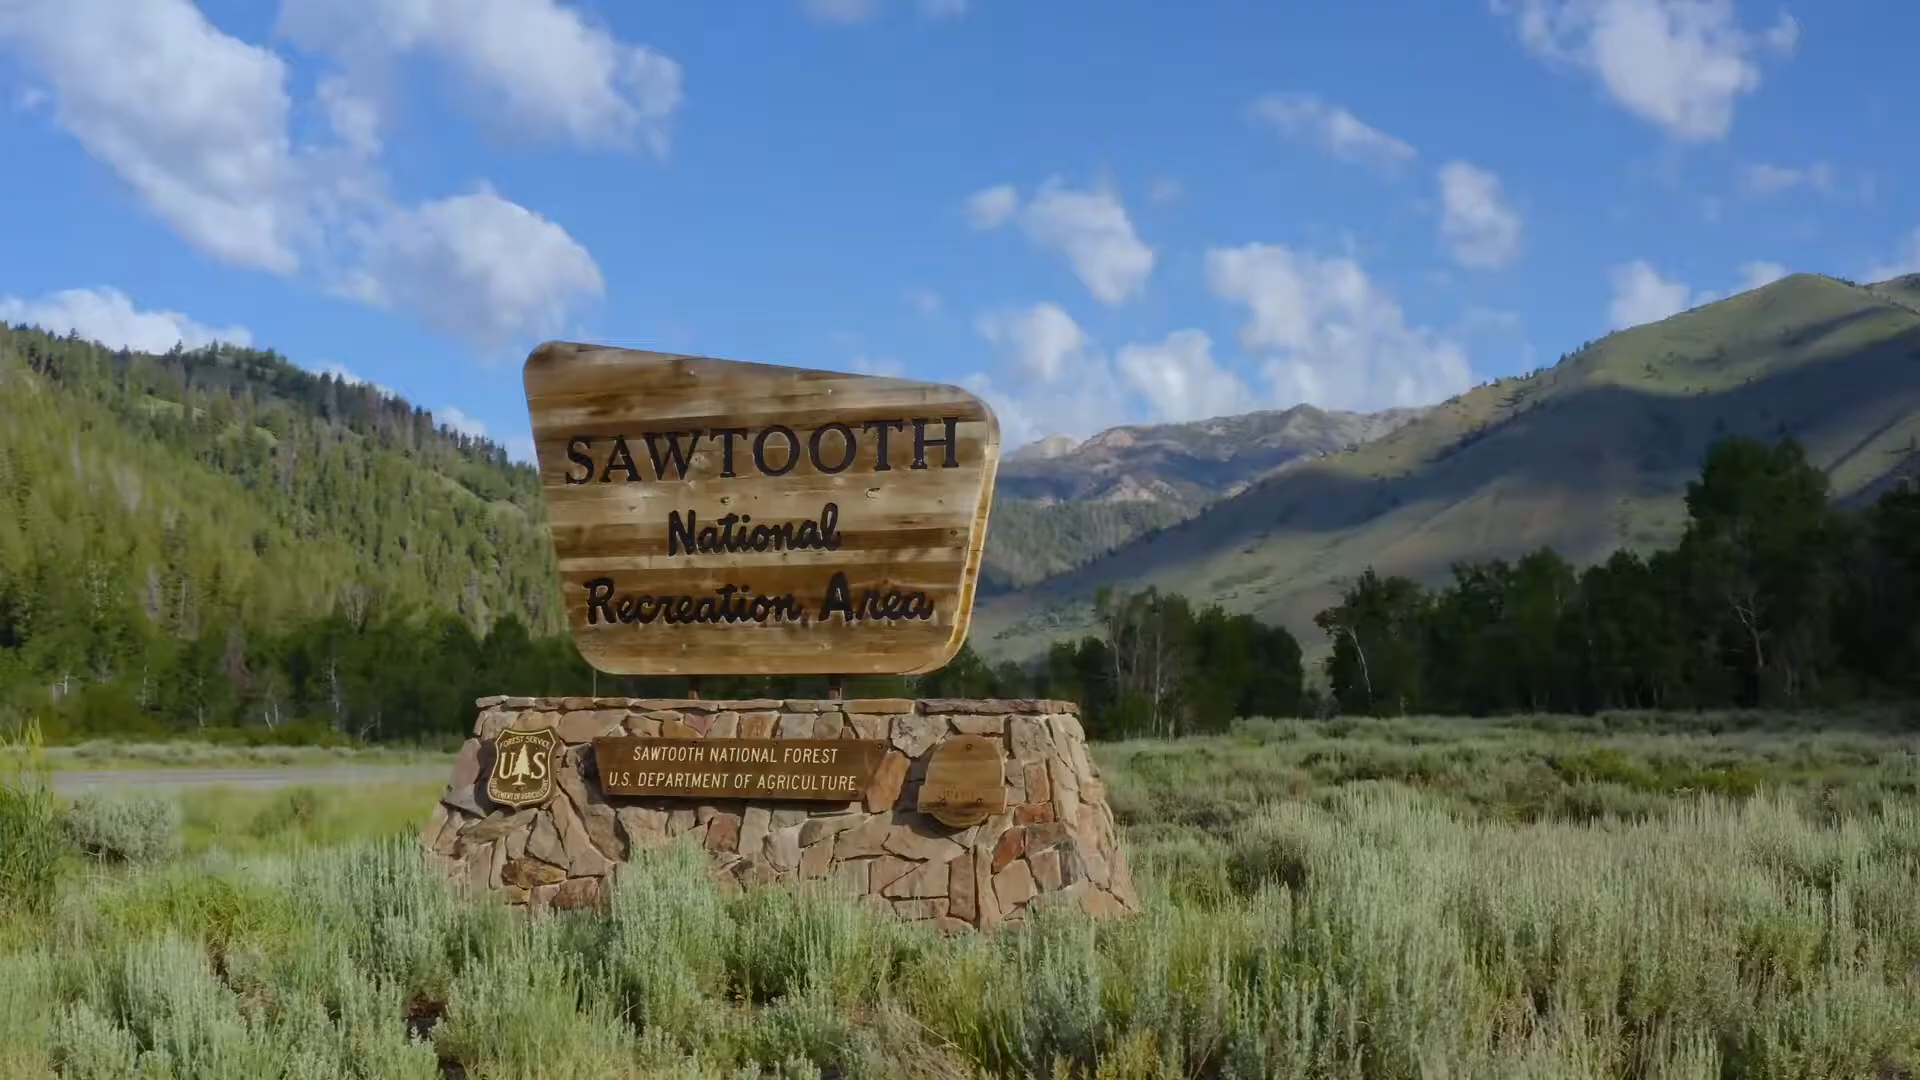 SAWTOOTH
National
Recreation Area
FOREST SERVICE
US
DEPARTMENT OF AGRICULTURE
SAWTOOTH NATIONAL FOREST
U.S. DEPARTMENT OF AGRICULTURE